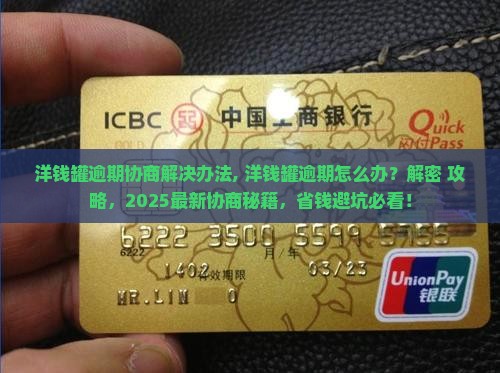 ICBC 中国工商银行
GOLD
Quick
Pass
洋钱罐逾期协商解决办法, 洋钱罐逾期怎么办？解密 攻
略，2025最新协商秘籍，省钱避坑必看！
6222 3500 5599
6222
月/年
1402 有效期限 03/23
MR.LIN 0
UnionPay
银联